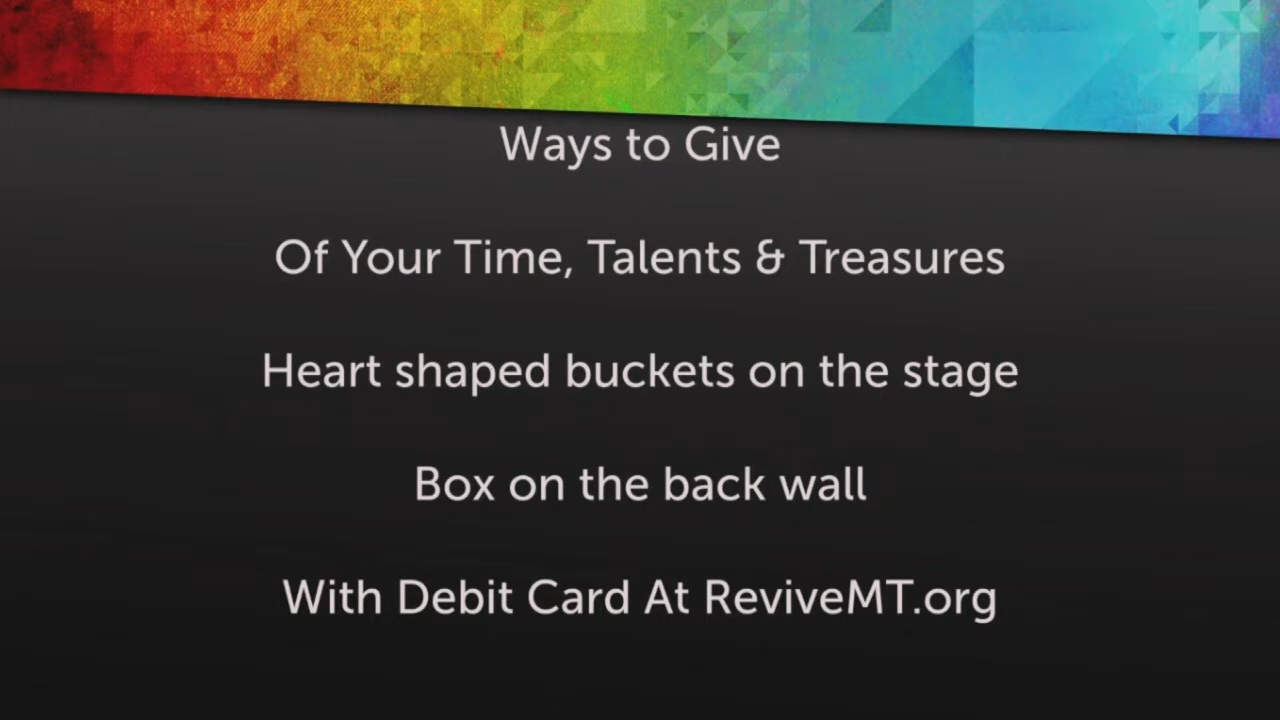 Ways to Give
Of Your Time, Talents & Treasures
Heart shaped buckets on the stage
Box on the back wall
With Debit Card At ReviveMT.org